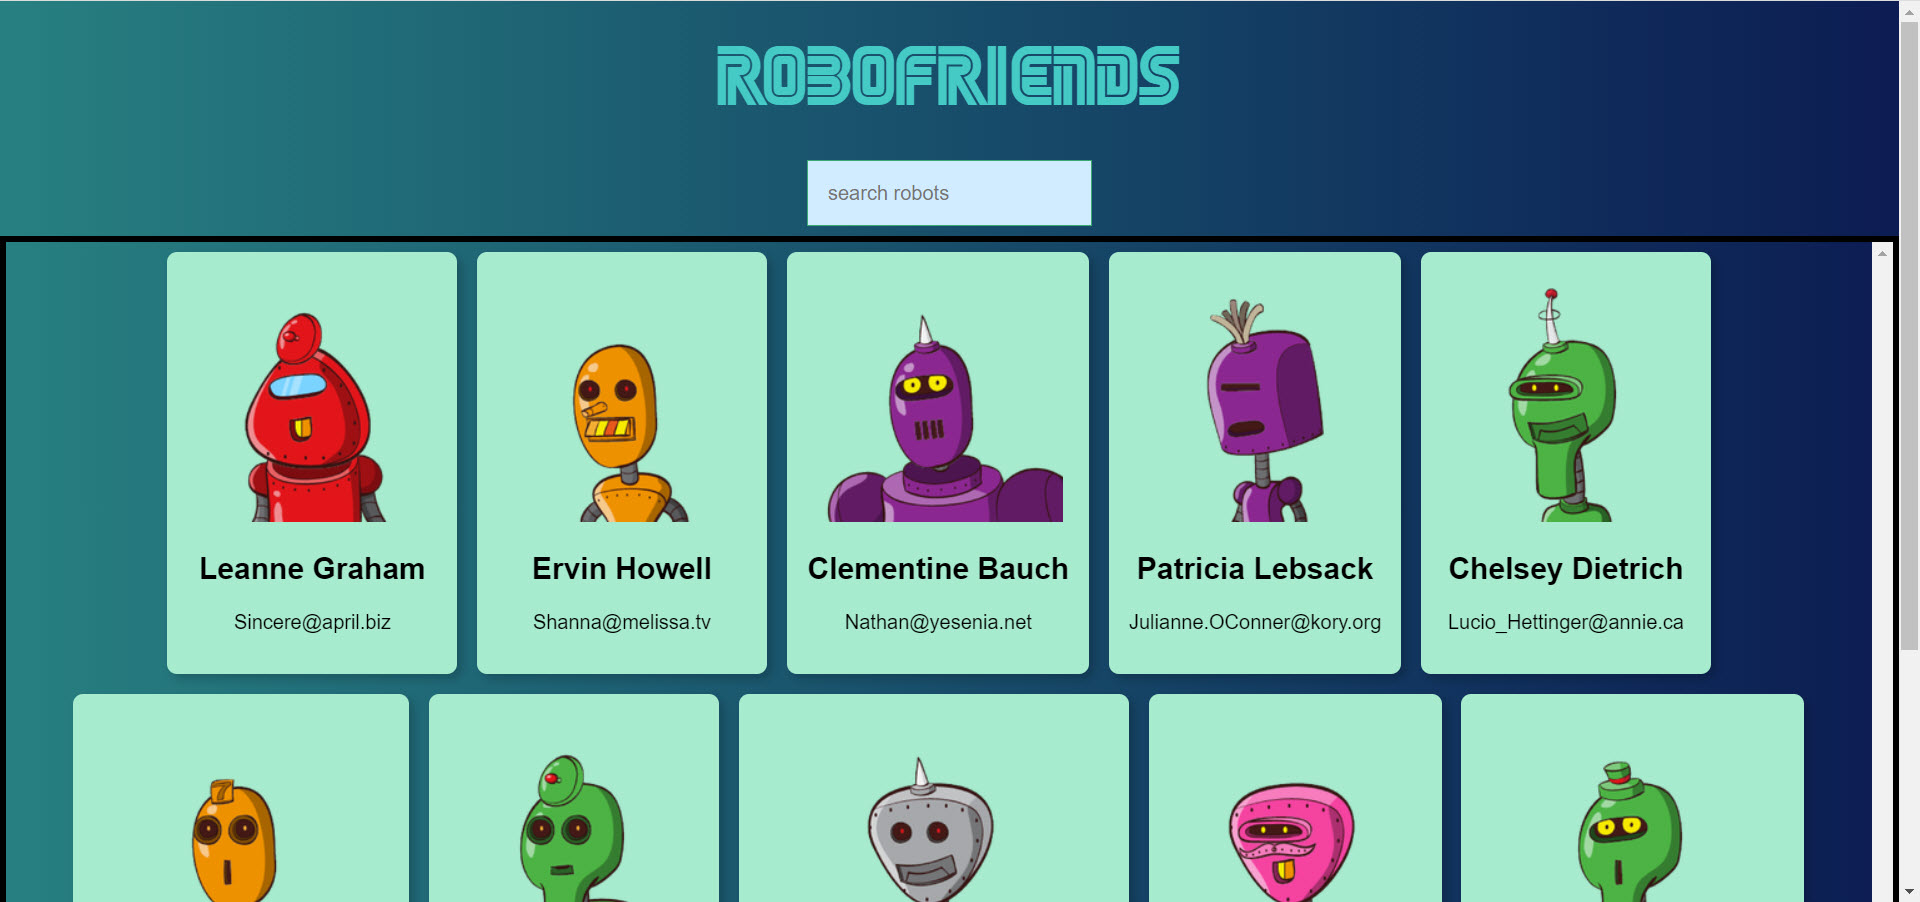 ROBOFRIENDS
search robots
Leanne Graham
Ervin Howell
Clementine Bauch
Patricia Lebsack
Chelsey Dietrich
Sincere@april.biz
Shanna@melissa.tv
Nathan@yesenia.net
Julianne.OConner@kory.org
Lucio_Hettinger@annie.ca
7